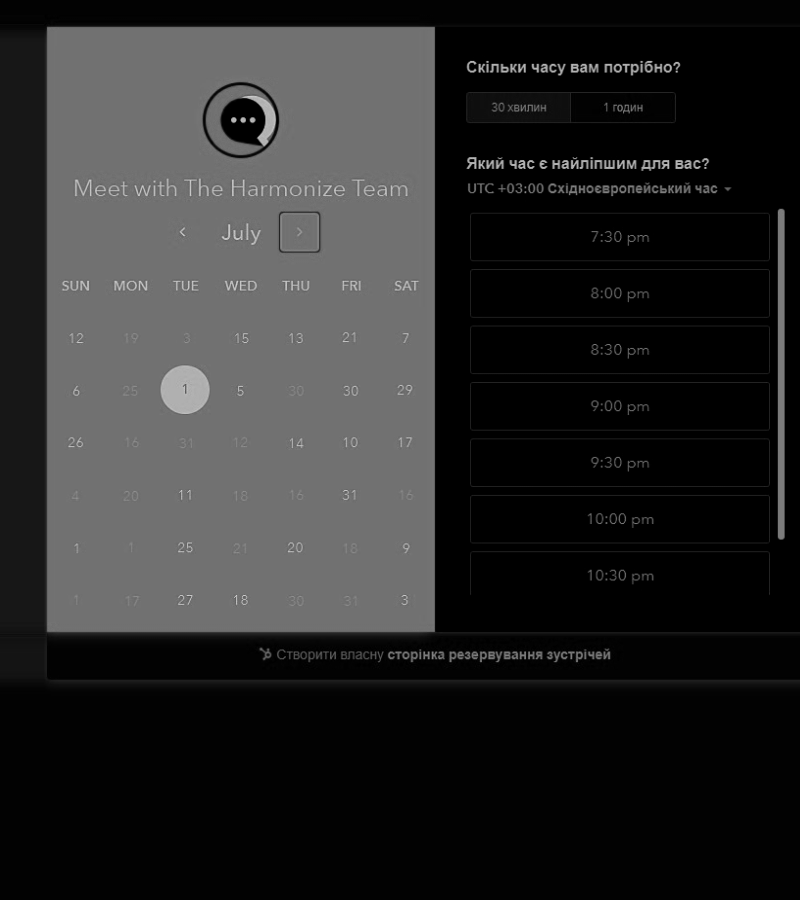 Meet with The Harmonize Team
July
SUN MON TUE WED THU FRI SAT
12 19 3 15 13 21 7
6 25 1 5 30 30 29
26 16 31 12 14 10 17
4 20 11 18 16 31 16
1 1 25 21 20 18 9
1 17 27 18 30 31 3
Скільки часу вам потрібно?
30 хвилин 1 годин
Який час є найліпшим для вас?
UTC +03:00 Східноєвропейський час
7:30 pm
8:00 pm
8:30 pm
9:00 pm
9:30 pm
10:00 pm
10:30 pm
Створити власну сторінка резервування зустрічей